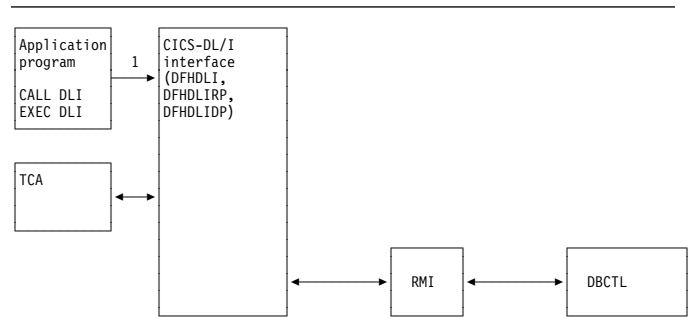 Application
program
CALL DLI
EXEC DLI
1
CICS-DL/I
interface
(DFHDLI,
DFHDLIRP,
DFHDLIDP)
TCA
RMI
DBCTL